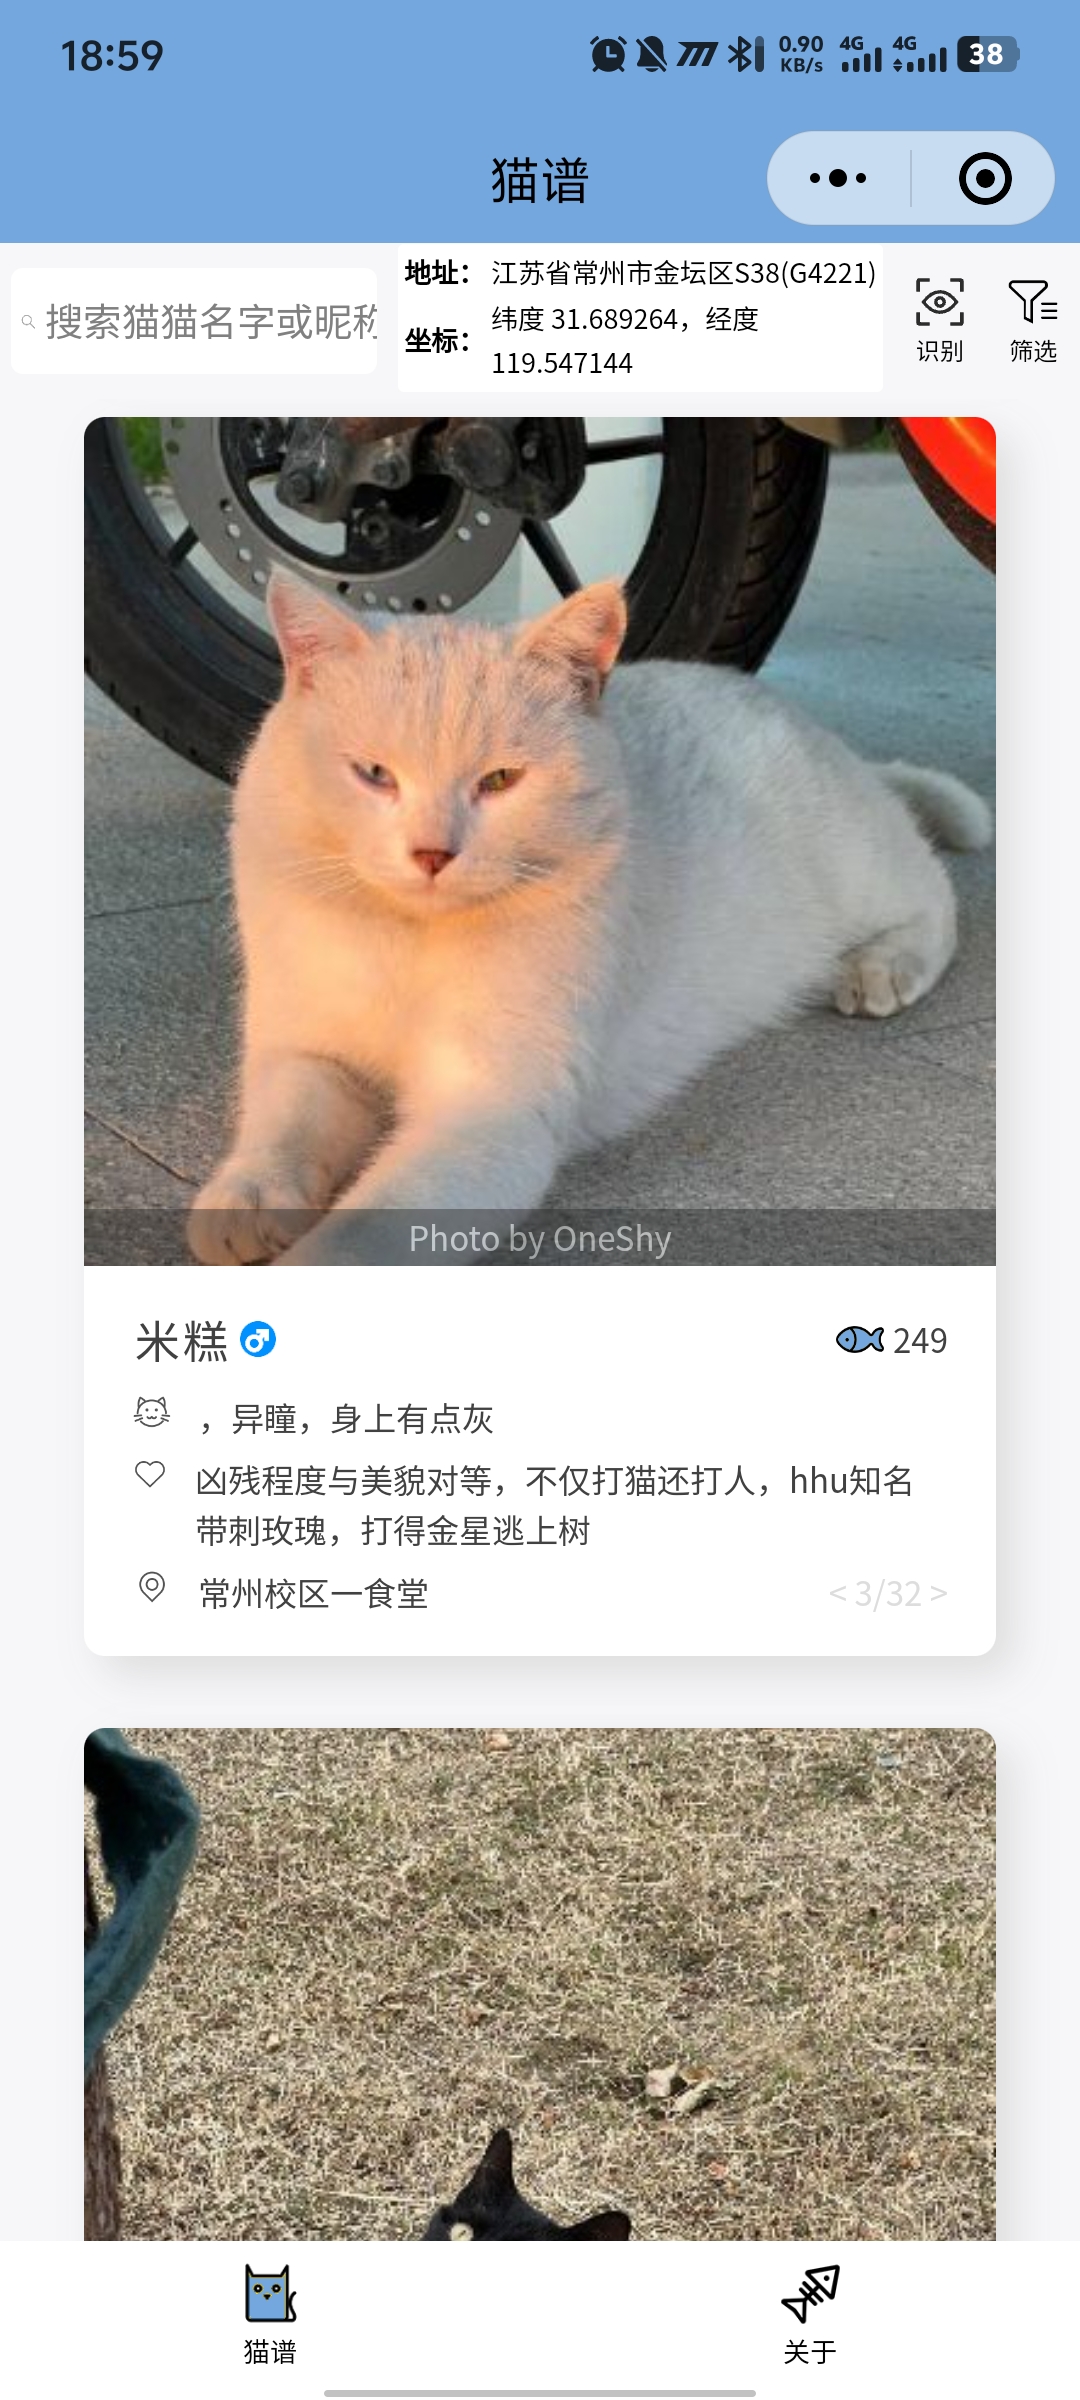 18:59
0.90
KB/s
4G
4G
38
猫谱
搜索猫猫名字或昵称
地址：
江苏省常州市金坛区S38(G4221)
坐标：
纬度 31.689264，经度
119.547144
识别
筛选
Photo by OneShy
米糕
249
，异瞳，身上有点灰
凶残程度与美貌对等，不仅打猫还打人，hhu知名
带刺玫瑰，打得金星逃上树
常州校区一食堂
< 3/32 >
猫谱
关于